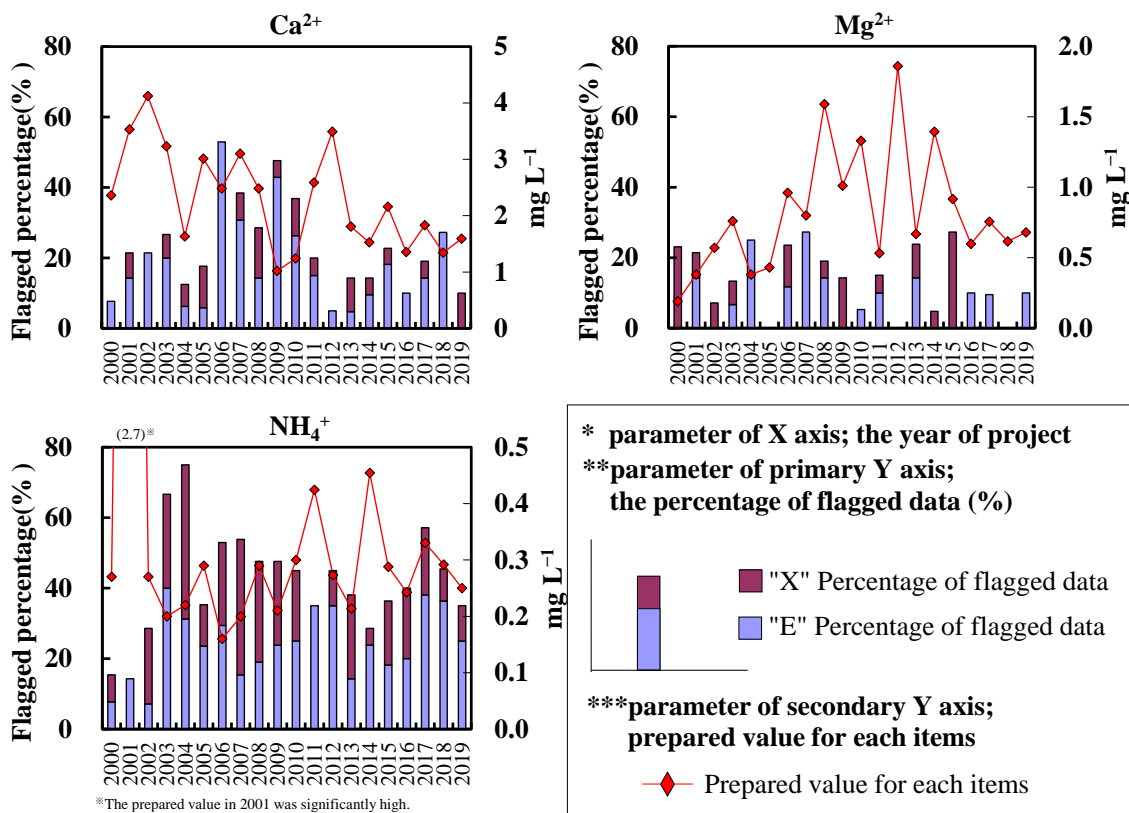 Ca²⁺
Flagged percentage(%)
80
60
40
20
0
5
4
3
2
1
0
mg L⁻¹
2000 2001 2002 2003 2004 2005 2006 2007 2008 2009 2010 2011 2012 2013 2014 2015 2016 2017 2018 2019
Mg²⁺
Flagged percentage(%)
80
60
40
20
0
2.0
1.5
1.0
0.5
0.0
mg L⁻¹
2000 2001 2002 2003 2004 2005 2006 2007 2008 2009 2010 2011 2012 2013 2014 2015 2016 2017 2018 2019
(2.7)※
NH₄⁺
Flagged percentage(%)
80
60
40
20
0
0.5
0.4
0.3
0.2
0.1
0.0
mg L⁻¹
2000 2001 2002 2003 2004 2005 2006 2007 2008 2009 2010 2011 2012 2013 2014 2015 2016 2017 2018 2019
※The prepared value in 2001 was significantly high.
* parameter of X axis; the year of project
**parameter of primary Y axis;
the percentage of flagged data (%)
"X" Percentage of flagged data
"E" Percentage of flagged data
***parameter of secondary Y axis;
prepared value for each items
Prepared value for each items